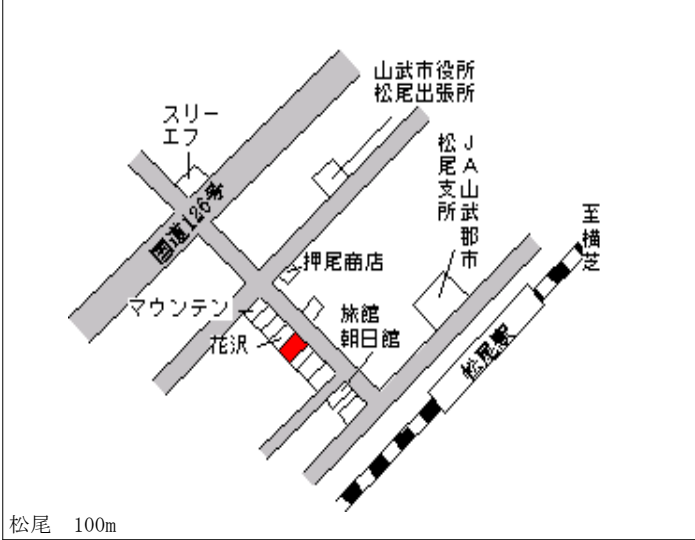 山武市役所
松尾出張所
スリー
エフ
JA山武郡市
松尾支所
至横芝
国道126号
押尾商店
マウンテン
花沢
旅館
朝日館
松尾駅
松尾　100m